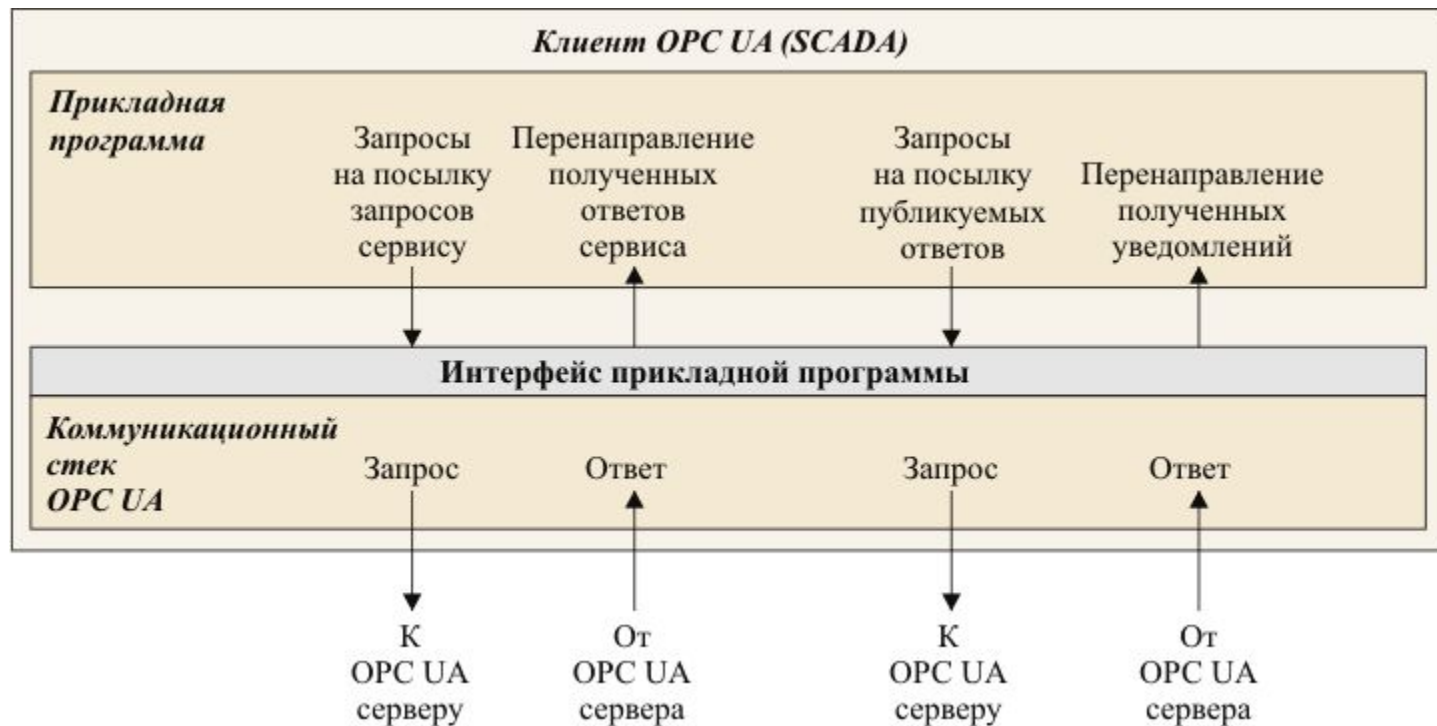 Клиент OPC UA (SCADA)
Прикладная
программа
Запросы
на посылку
запросов
сервису
Перенаправление
полученных
ответов
сервиса
Запросы
на посылку
публикуемых
ответов
Перенаправление
полученных
уведомлений
Интерфейс прикладной программы
Коммуникационный
стек
OPC UA
Запрос
Ответ
Запрос
Ответ
К
OPC UA
серверу
От
OPC UA
сервера
К
OPC UA
серверу
От
OPC UA
сервера